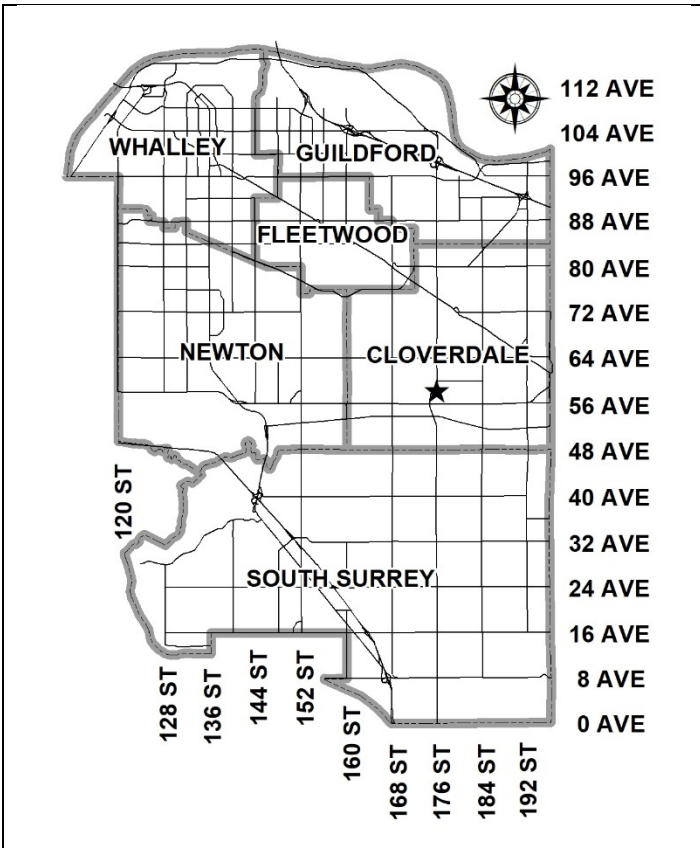 112 AVE
104 AVE
WHALLEY
GUILDFORD
96 AVE
88 AVE
FLEETWOOD
80 AVE
72 AVE
NEWTON
CLOVERDALE
64 AVE
56 AVE
48 AVE
120 ST
40 AVE
32 AVE
SOUTH SURREY
24 AVE
16 AVE
8 AVE
0 AVE
128 ST
136 ST
144 ST
152 ST
160 ST
168 ST
176 ST
184 ST
192 ST